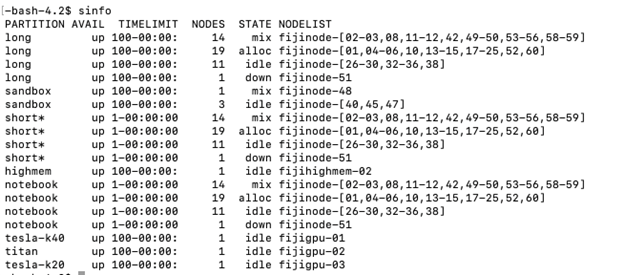 [-bash-4.2$ sinfo
PARTITION AVAIL TIMELIMIT NODES STATE NODELIST
long up 100-00:00: 14 mix fijinode-[02-03,08,11-12,42,49-50,53-56,58-59]
long up 100-00:00: 19 alloc fijinode-[01,04-06,10,13-15,17-25,52,60]
long up 100-00:00: 11 idle fijinode-[26-30,32-36,38]
long up 100-00:00: 1 down fijinode-51
sandbox up 100-00:00: 1 mix fijinode-48
sandbox up 100-00:00: 3 idle fijinode-[40,45,47]
short* up 1-00:00:00 14 mix fijinode-[02-03,08,11-12,42,49-50,53-56,58-59]
short* up 1-00:00:00 19 alloc fijinode-[01,04-06,10,13-15,17-25,52,60]
short* up 1-00:00:00 11 idle fijinode-[26-30,32-36,38]
short* up 1-00:00:00 1 down fijinode-51
highmem up 100-00:00: 1 idle fijihighmem-02
notebook up 1-00:00:00 14 mix fijinode-[02-03,08,11-12,42,49-50,53-56,58-59]
notebook up 1-00:00:00 19 alloc fijinode-[01,04-06,10,13-15,17-25,52,60]
notebook up 1-00:00:00 11 idle fijinode-[26-30,32-36,38]
notebook up 1-00:00:00 1 down fijinode-51
tesla-k40 up 100-00:00: 1 idle fijigpu-01
titan up 100-00:00: 1 idle fijigpu-02
tesla-k20 up 100-00:00: 1 idle fijigpu-03